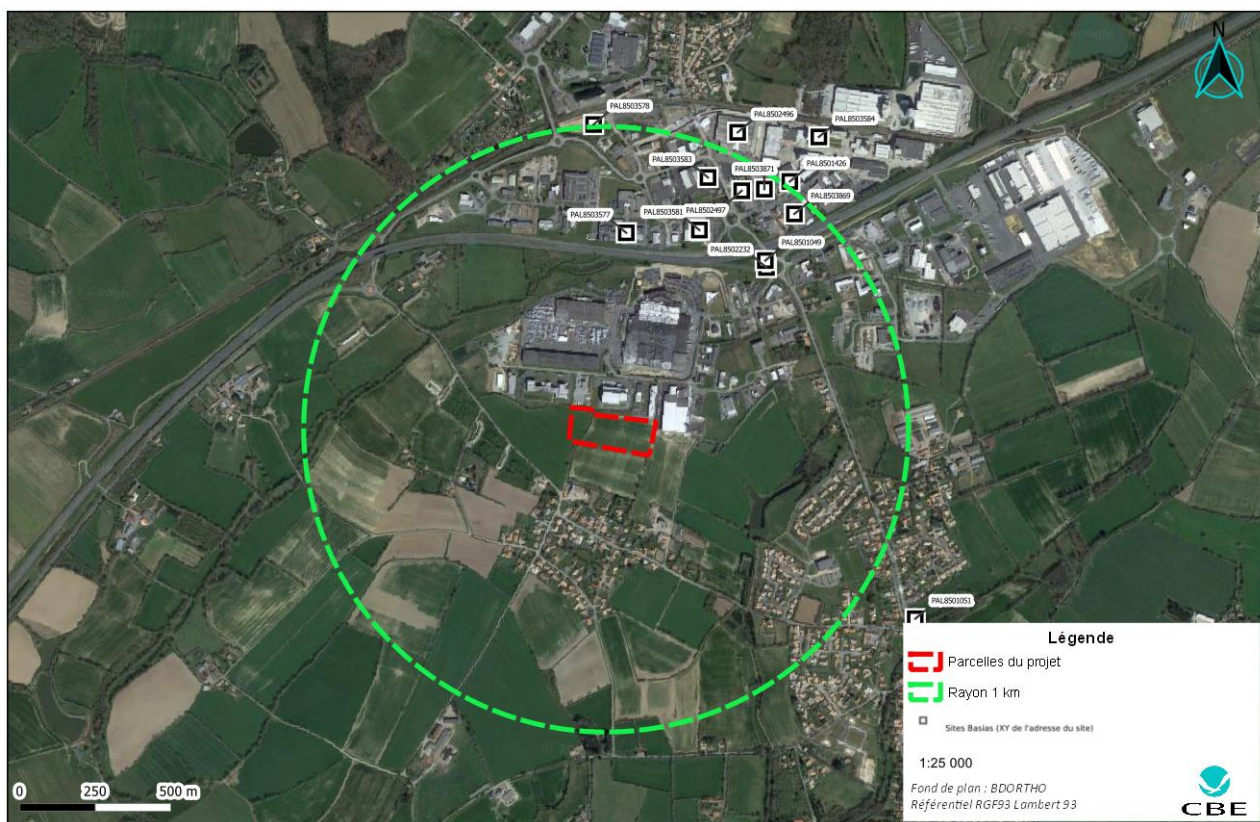 N
PAL8503578
PAL8502496
PAL8503584
PAL8503583
PAL8503871
PAL8501426
PAL8503869
PAL8503577
PAL8503581
PAL8502497
PAL8502232
PAL8501049
PAL8501051
Légende
Parcelles du projet
Rayon 1 km
Sites Basias (XY de l'adresse du site)
1:25 000
Fond de plan : BDORTHO
Référentiel RGF93 Lambert 93
CBE
0 250 500 m